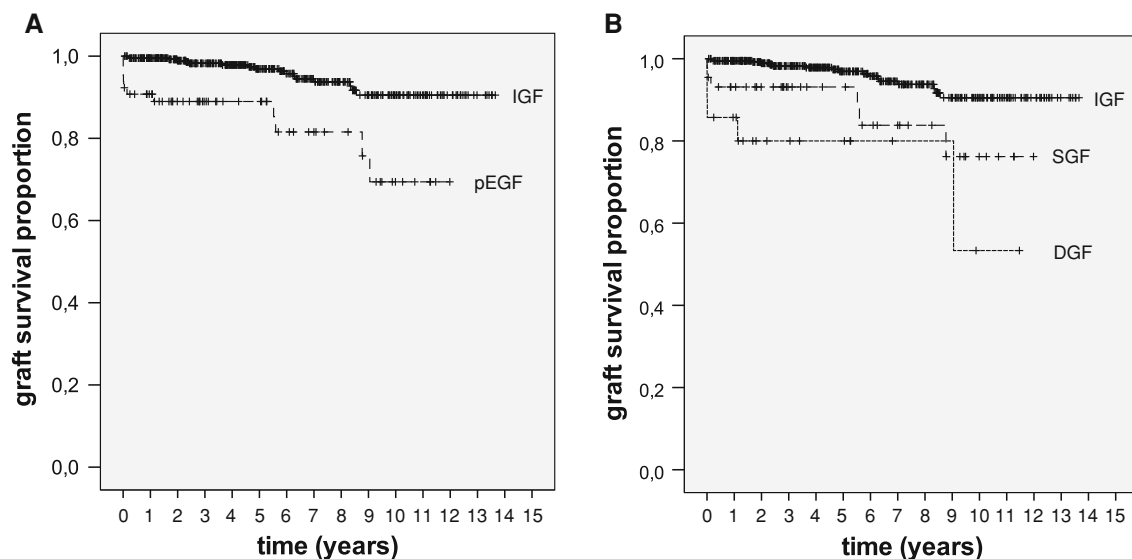 A
graft survival proportion
1,0
0,8
0,6
0,4
0,2
0,0
IGF
pEGF
0 1 2 3 4 5 6 7 8 9 10 11 12 13 14 15
time (years)
B
graft survival proportion
1,0
0,8
0,6
0,4
0,2
0,0
IGF
SGF
DGF
0 1 2 3 4 5 6 7 8 9 10 11 12 13 14 15
time (years)